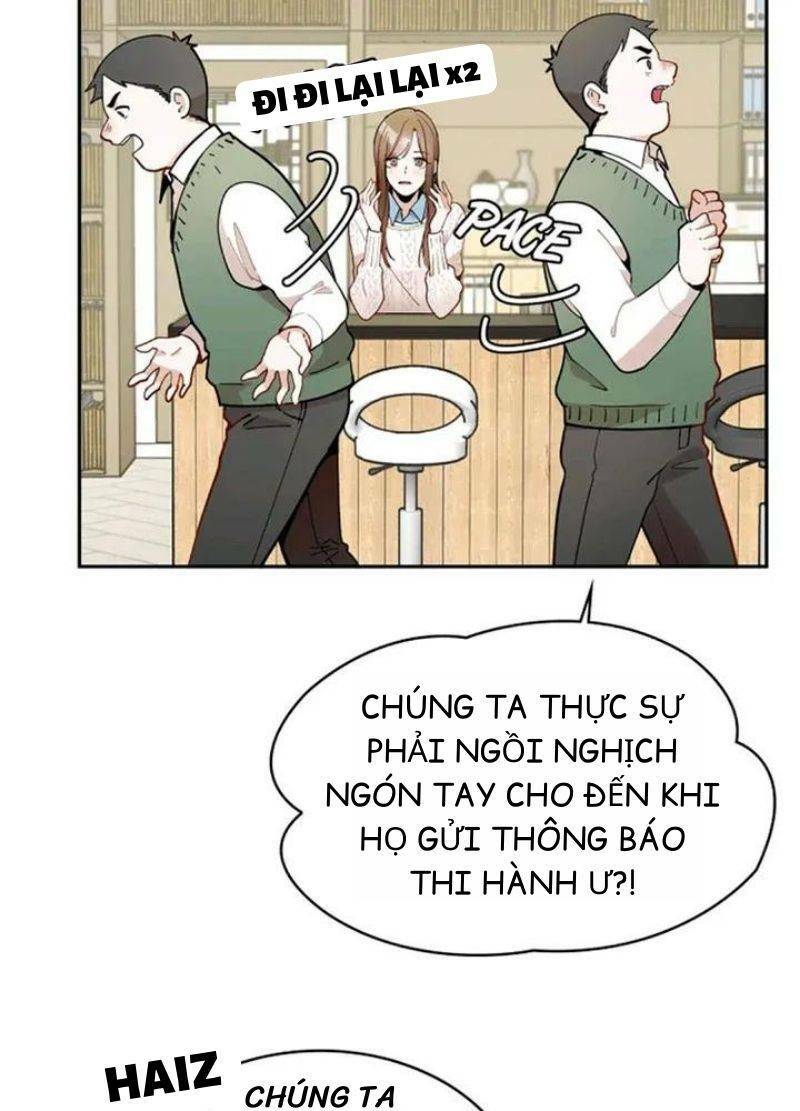 ĐI ĐI LẠI LẠI x2
PACE
CHÚNG TA THỰC SỰ
PHẢI NGỒI NGHỊCH
NGÓN TAY CHO ĐẾN KHI
HỌ GỬI THÔNG BÁO
THI HÀNH Ư?!
HAIZ
CHÚNG TA